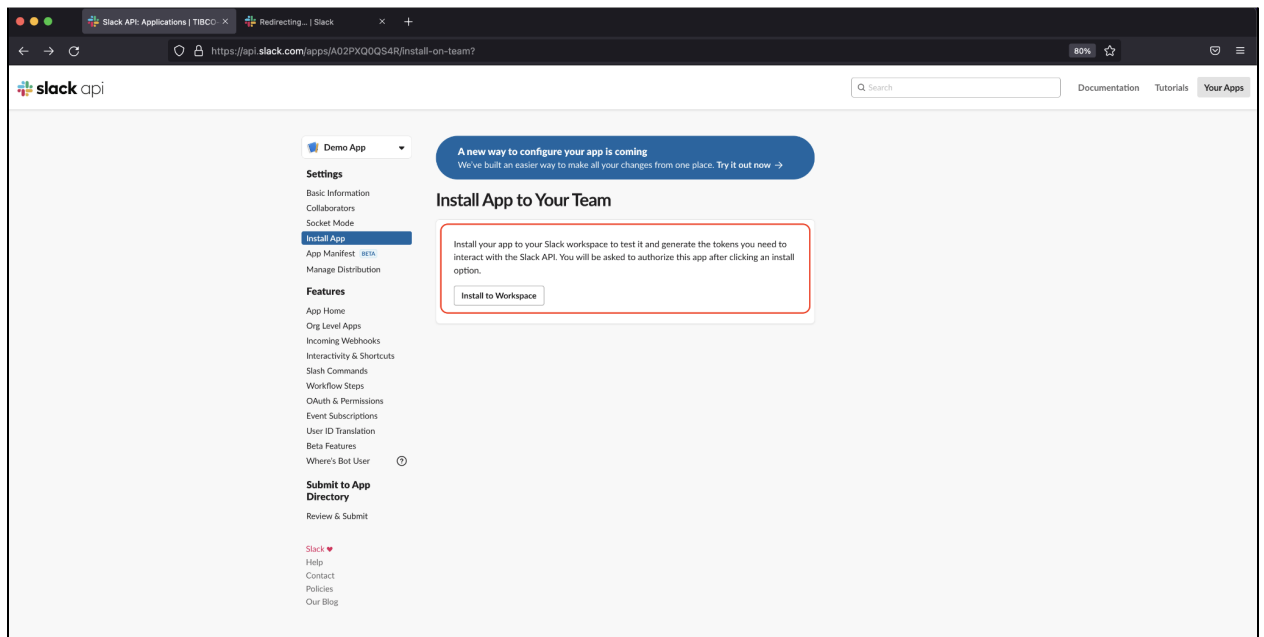 Slack API: Applications | TIBCO
Redirecting... | Slack
https://api.slack.com/apps/A02PXQ0QS4R/install-on-team?
80%
slack api
Search
Documentation
Tutorials
Your Apps
Demo App
Settings
Basic Information
Collaborators
Socket Mode
Install App
App Manifest BETA
Manage Distribution
Features
App Home
Org Level Apps
Incoming Webhooks
Interactivity & Shortcuts
Slash Commands
Workflow Steps
OAuth & Permissions
Event Subscriptions
User ID Translation
Beta Features
Where's Bot User ?
Submit to App
Directory
Review & Submit
Slack ♥
Help
Contact
Policies
Our Blog
A new way to configure your app is coming
We've built an easier way to make all your changes from one place. Try it out now →
Install App to Your Team
Install your app to your Slack workspace to test it and generate the tokens you need to
interact with the Slack API. You will be asked to authorize this app after clicking an install
option.
Install to Workspace